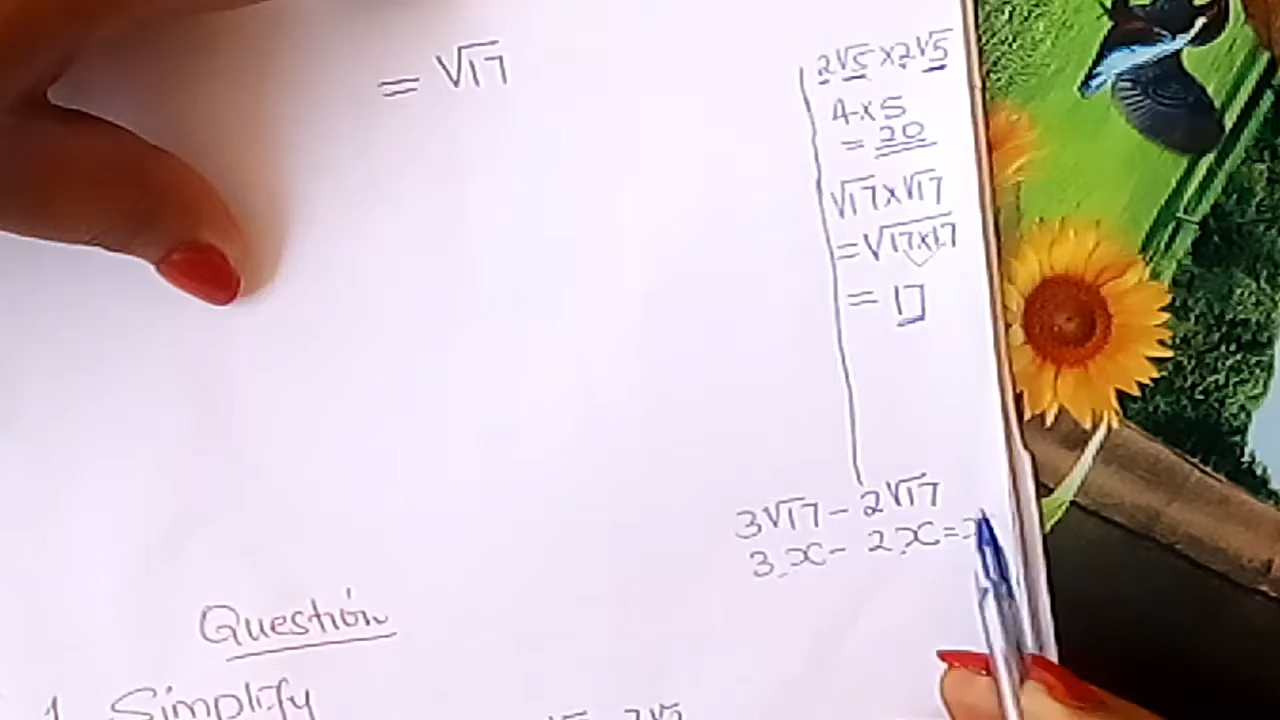 = √17
2√5 × 2√5
4 × 5
= 20
√17 × √17
= √17×17
= 17
3√17 - 2√17
3x - 2x = x
Question
1. Simplify